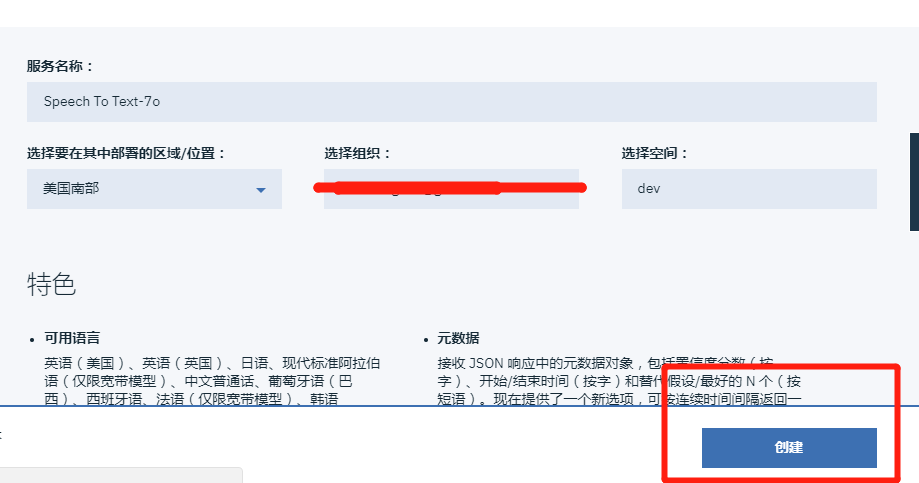 服务名称：
Speech To Text-7o
选择要在其中部署的区域/位置：
选择组织：
选择空间：
美国南部
dev
特色
• 可用语言
英语（美国）、英语（英国）、日语、现代标准阿拉伯
语（仅限宽带模型）、中文普通话、葡萄牙语（巴
西）、西班牙语、法语（仅限宽带模型）、韩语
• 元数据
接收 JSON 响应中的元数据对象，包括置信度分数（按
字）、开始/结束时间（按字）和替代假设/最好的 N 个（按
短语）。现在提供了一个新选项，可按连续时间间隔返回一
创建